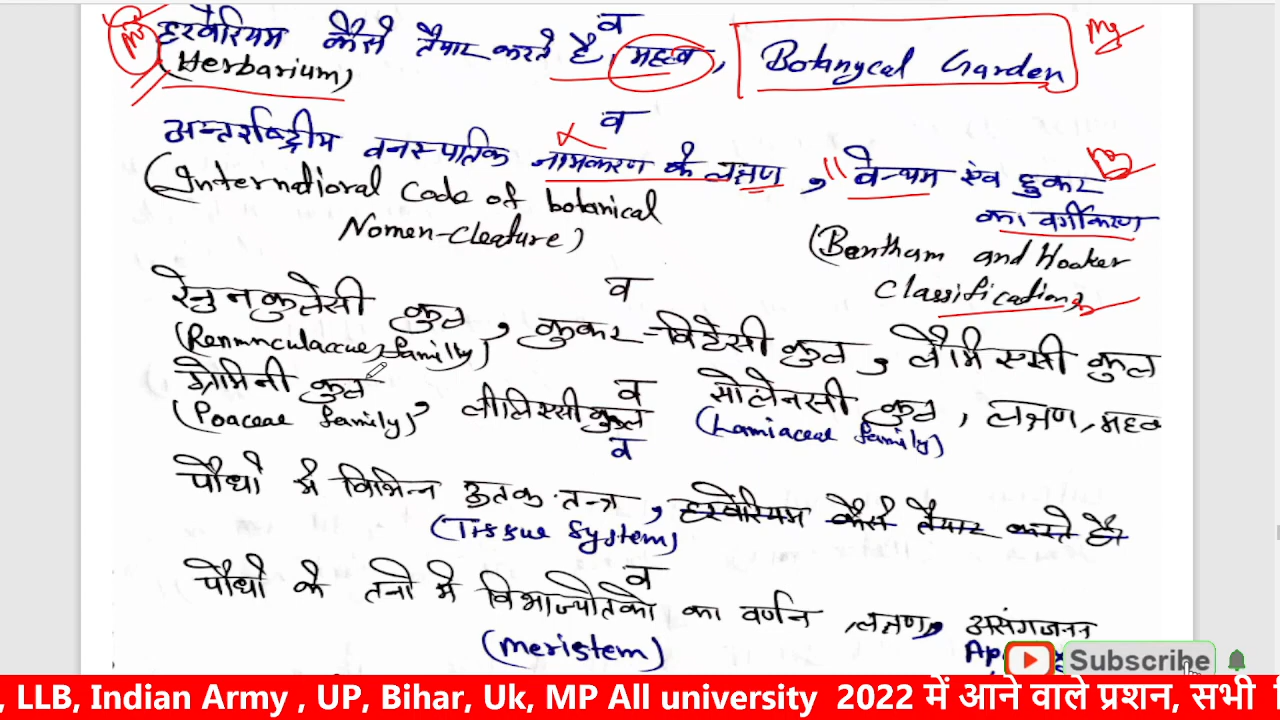 हरबैरियम कैसे तैयार करते है, व महत्व, Botanycal Garden
(Herbarium)
अन्तर्राष्ट्रीय वनस्पतिक नामकरण के लक्षण, व वेन्थम एंव हुकर
का वर्गीकरण
(International code of botanical
Nomen-cleature)
(Bentham and Hooker
Classification)
रेनुनकुलेसी कुल, व कुकर-विटेसी कुल, लैमिएसी कुल
family)
ग्रेमिनी कुल, लीलिएसी कुल व सोलेनेसी कुल, लक्षण, महत्व
(Poaceae family)
(Lamiaceae family)
व
पौधो मे विभिन्न ऊतक तन्त्र, हरबैरियम कैसे तैयार करते है।
(Tissue System)
पौधो के तनो मे व विभाज्योतको का वर्णन, लक्षण, असंगजनन
(meristem)
Ap
Subscribe
, LLB, Indian Army , UP, Bihar, Uk, MP All university 2022 में आने वाले प्रशन, सभी